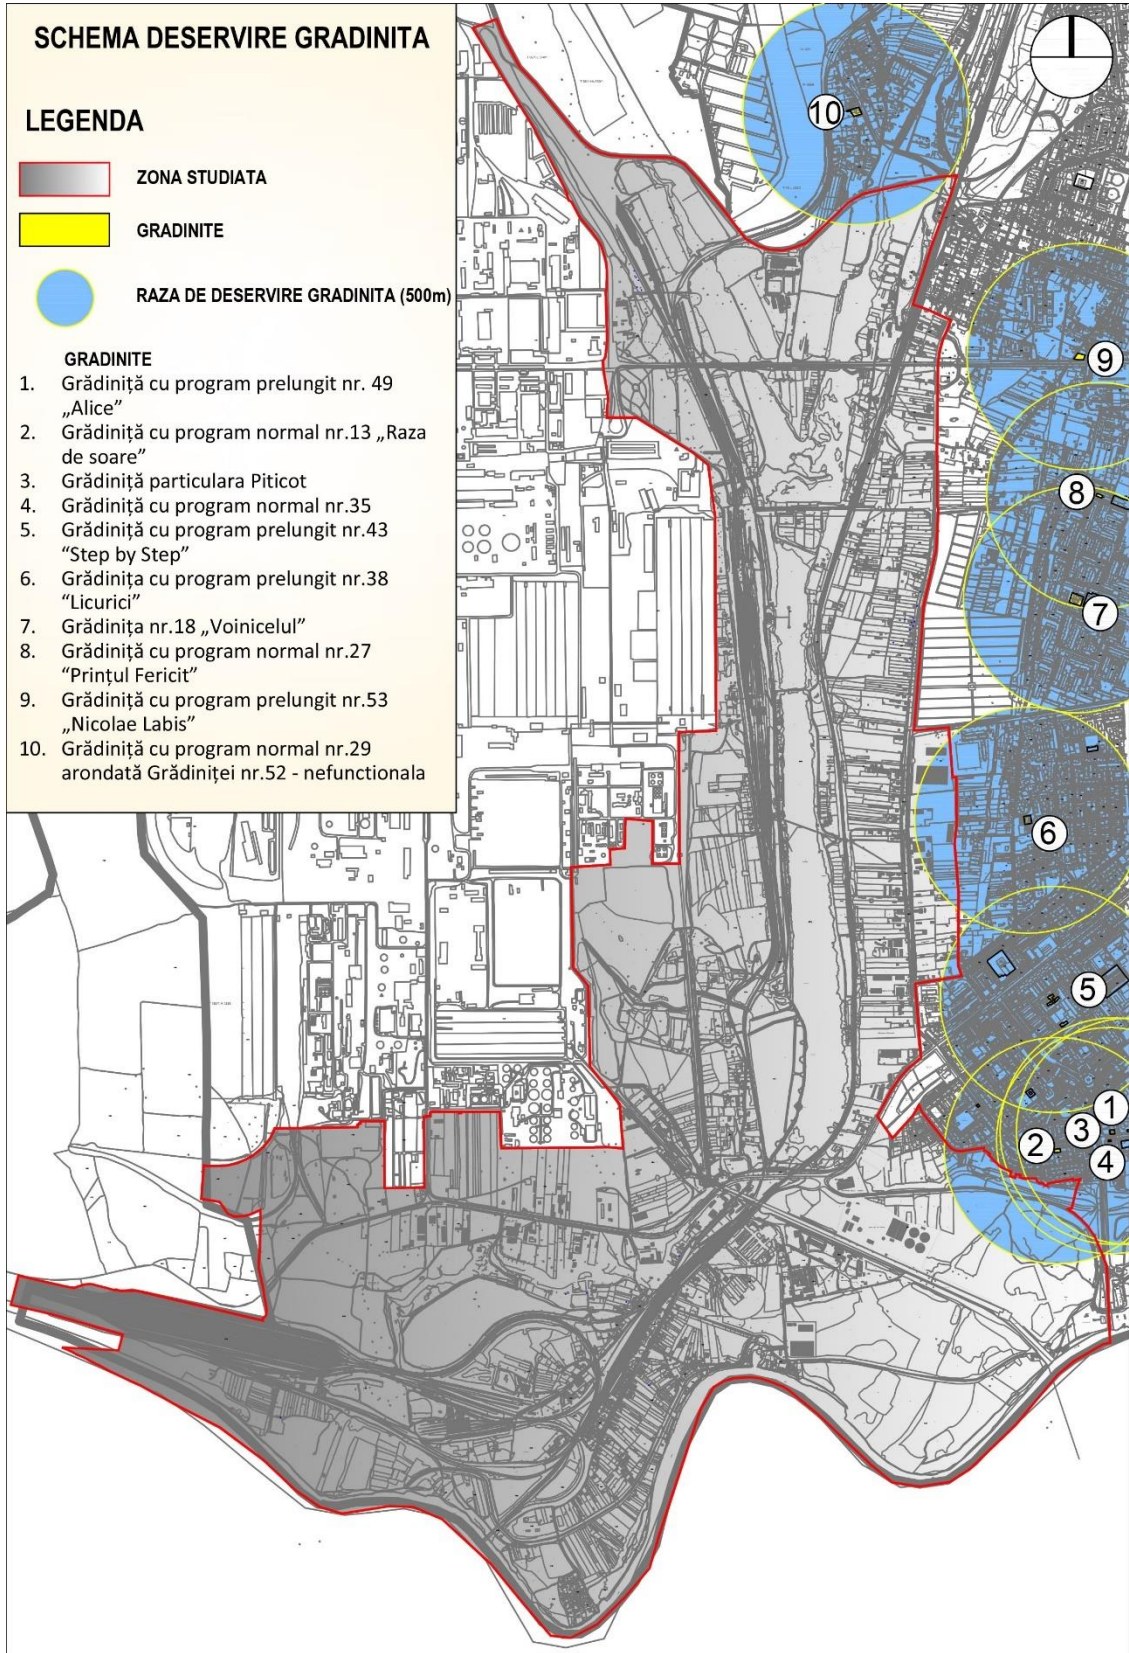 SCHEMA DESERVIRE GRADINITA
LEGENDA
ZONA STUDIATA
GRADINITE
RAZA DE DESERVIRE GRADINITA (500m)
GRADINITE
1. Grădiniță cu program prelungit nr. 49
„Alice”
2. Grădiniță cu program normal nr.13 „Raza
de soare”
3. Grădiniță particulara Piticot
4. Grădiniță cu program normal nr.35
5. Grădiniță cu program prelungit nr.43
“Step by Step”
6. Grădinița cu program prelungit nr.38
“Licurici”
7. Grădinița nr.18 „Voinicelul”
8. Grădiniță cu program normal nr.27
“Prințul Fericit”
9. Grădiniță cu program prelungit nr.53
„Nicolae Labis”
10. Grădiniță cu program normal nr.29
arondată Grădiniței nr.52 - nefunctionala
10
9
8
7
6
5
1
3
2
4